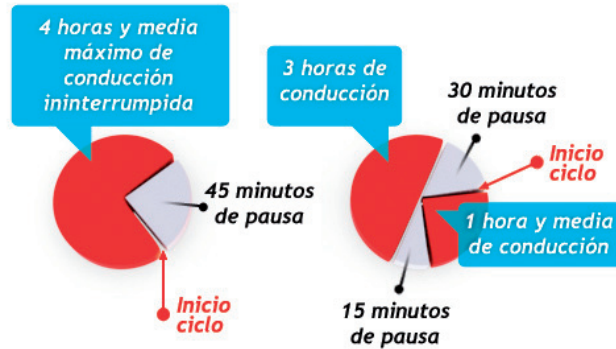 4 horas y media
máximo de
conducción
ininterrumpida
45 minutos
de pausa
Inicio
ciclo
3 horas de
conducción
30 minutos
de pausa
Inicio
ciclo
1 hora y media
de conducción
15 minutos
de pausa